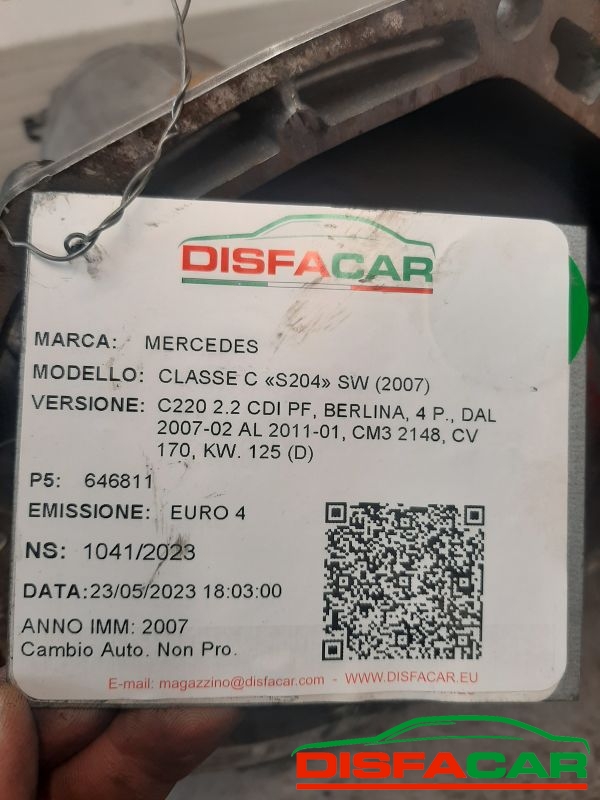 DISFACAR
MARCA: MERCEDES
MODELLO: CLASSE C «S204» SW (2007)
VERSIONE: C220 2.2 CDI PF, BERLINA, 4 P., DAL
2007-02 AL 2011-01, CM3 2148, CV
170, KW. 125 (D)
P5: 646811
EMISSIONE: EURO 4
NS: 1041/2023
DATA:23/05/2023 18:03:00
ANNO IMM: 2007
Cambio Auto. Non Pro.
E-mail: magazzino@disfacar.com - WWW.DISFACAR.EU
DISFACAR